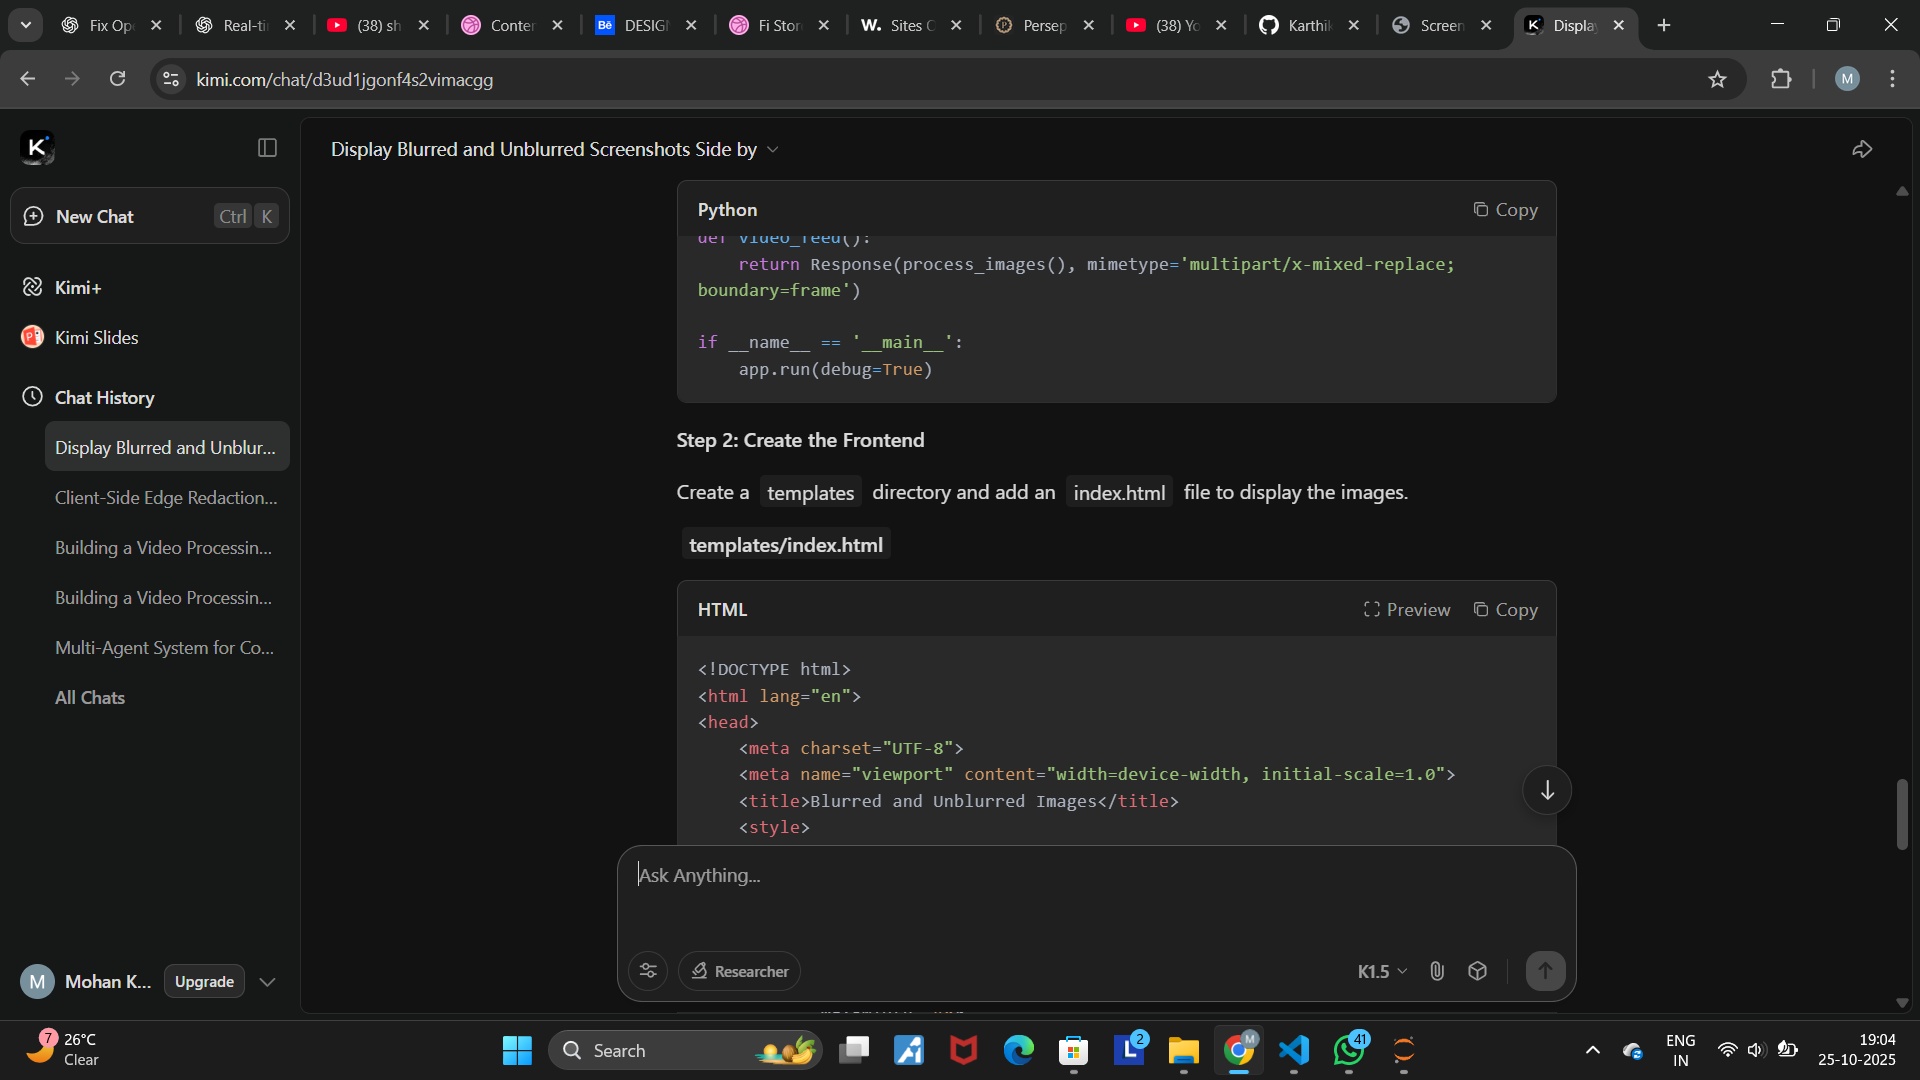 Fix Op
Real-ti
(38) sh
Conter
Bē
DESIG
Fi Stor
W.
Sites
Persep
(38) Yo
Karthik
Screen
Displa
kimi.com/chat/d3ud1jgonf4s2vimacgg
M
K
Display Blurred and Unblurred Screenshots Side by
New Chat
Ctrl K
Kimi+
Kimi Slides
Chat History
Display Blurred and Unblur...
Client-Side Edge Redaction...
Building a Video Processin...
Building a Video Processin...
Multi-Agent System for Co...
All Chats
M
Mohan K...
Upgrade
Python
Copy
def video_feed():
return Response(process_images(), mimetype='multipart/x-mixed-replace;
boundary=frame')
if __name__ == '__main__':
app.run(debug=True)
Step 2: Create the Frontend
Create a templates directory and add an index.html file to display the images.
templates/index.html
HTML
Preview
Copy
<!DOCTYPE html>
<html lang="en">
<head>
<meta charset="UTF-8">
<meta name="viewport" content="width=device-width, initial-scale=1.0">
<title>Blurred and Unblurred Images</title>
<style>
Ask Anything...
Researcher
K1.5
7
26°C
Clear
Search
L
2
M
41
ENG
IN
19:04
25-10-2025